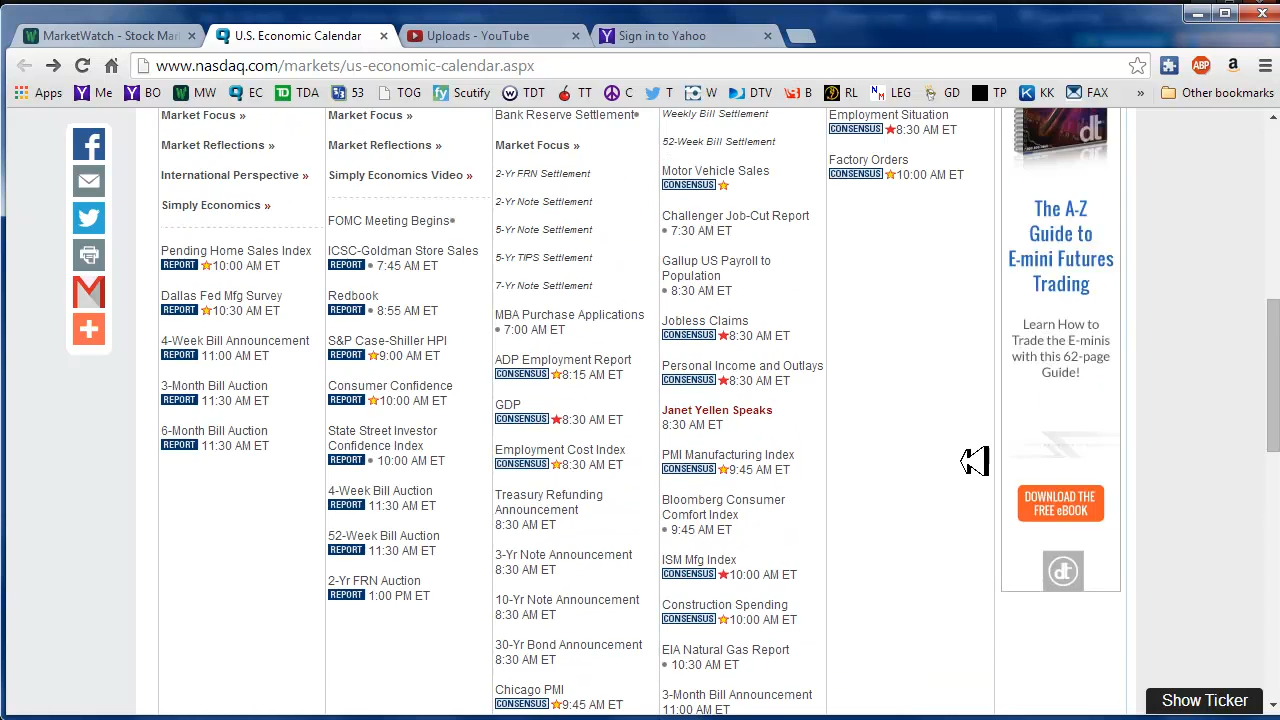 MarketWatch - Stock Mar
U.S. Economic Calendar
Uploads - YouTube
Sign in to Yahoo
www.nasdaq.com/markets/us-economic-calendar.aspx
ABP
Apps
Me
BO
MW
EC
TDA
53
TOG
Scutify
TDT
TT
C
T
W
DTV
B
RL
LEG
GD
TP
KK
FAX
»
Other bookmarks
Market Focus »
Market Reflections »
International Perspective »
Simply Economics »
Pending Home Sales Index
REPORT 10:00 AM ET
Dallas Fed Mfg Survey
REPORT 10:30 AM ET
4-Week Bill Announcement
REPORT 11:00 AM ET
3-Month Bill Auction
REPORT 11:30 AM ET
6-Month Bill Auction
REPORT 11:30 AM ET
Market Focus »
Market Reflections »
Simply Economics Video »
FOMC Meeting Begins
ICSC-Goldman Store Sales
REPORT 7:45 AM ET
Redbook
REPORT 8:55 AM ET
S&P Case-Shiller HPI
REPORT 9:00 AM ET
Consumer Confidence
REPORT 10:00 AM ET
State Street Investor
Confidence Index
REPORT 10:00 AM ET
4-Week Bill Auction
REPORT 11:30 AM ET
52-Week Bill Auction
REPORT 11:30 AM ET
2-Yr FRN Auction
REPORT 1:00 PM ET
Bank Reserve Settlement
Market Focus »
2-Yr FRN Settlement
2-Yr Note Settlement
5-Yr Note Settlement
5-Yr TIPS Settlement
7-Yr Note Settlement
MBA Purchase Applications
7:00 AM ET
ADP Employment Report
CONSENSUS 8:15 AM ET
GDP
CONSENSUS 8:30 AM ET
Employment Cost Index
CONSENSUS 8:30 AM ET
Treasury Refunding
Announcement
8:30 AM ET
3-Yr Note Announcement
8:30 AM ET
10-Yr Note Announcement
8:30 AM ET
30-Yr Bond Announcement
8:30 AM ET
Chicago PMI
CONSENSUS 9:45 AM ET
Weekly Bill Settlement
52-Week Bill Settlement
Motor Vehicle Sales
CONSENSUS
Challenger Job-Cut Report
7:30 AM ET
Gallup US Payroll to
Population
8:30 AM ET
Jobless Claims
CONSENSUS 8:30 AM ET
Personal Income and Outlays
CONSENSUS 8:30 AM ET
Janet Yellen Speaks
8:30 AM ET
PMI Manufacturing Index
CONSENSUS 9:45 AM ET
Bloomberg Consumer
Comfort Index
9:45 AM ET
ISM Mfg Index
CONSENSUS 10:00 AM ET
Construction Spending
CONSENSUS 10:00 AM ET
EIA Natural Gas Report
10:30 AM ET
3-Month Bill Announcement
11:00 AM ET
Employment Situation
CONSENSUS 8:30 AM ET
Factory Orders
CONSENSUS 10:00 AM ET
dt
The A-Z
Guide to
E-mini Futures
Trading
Learn How to
Trade the E-minis
with this 62-page
Guide!
DOWNLOAD THE
FREE eBOOK
dt
Show Ticker